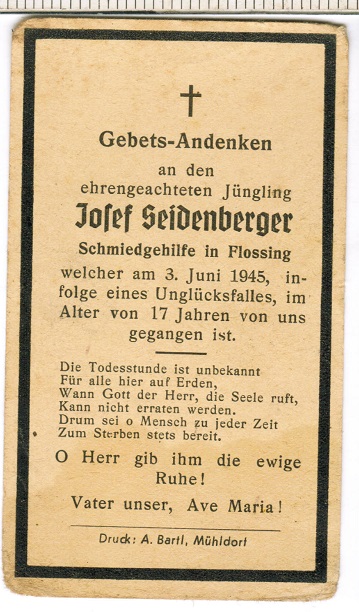 Gebets-Andenken
an den
ehrengeachteten Jüngling
Josef Seidenberger
Schmiedgehilfe in Flossing
welcher am 3. Juni 1945, in-
folge eines Unglücksfalles, im
Alter von 17 Jahren von uns
gegangen ist.
Die Todesstunde ist unbekannt
Für alle hier auf Erden,
Wann Gott der Herr, die Seele ruft,
Kann nicht erraten werden.
Drum sei o Mensch zu jeder Zeit
Zum Sterben stets bereit.
O Herr gib ihm die ewige
Ruhe!
Vater unser, Ave Maria!
Druck: A. Bartl, Mühldorf